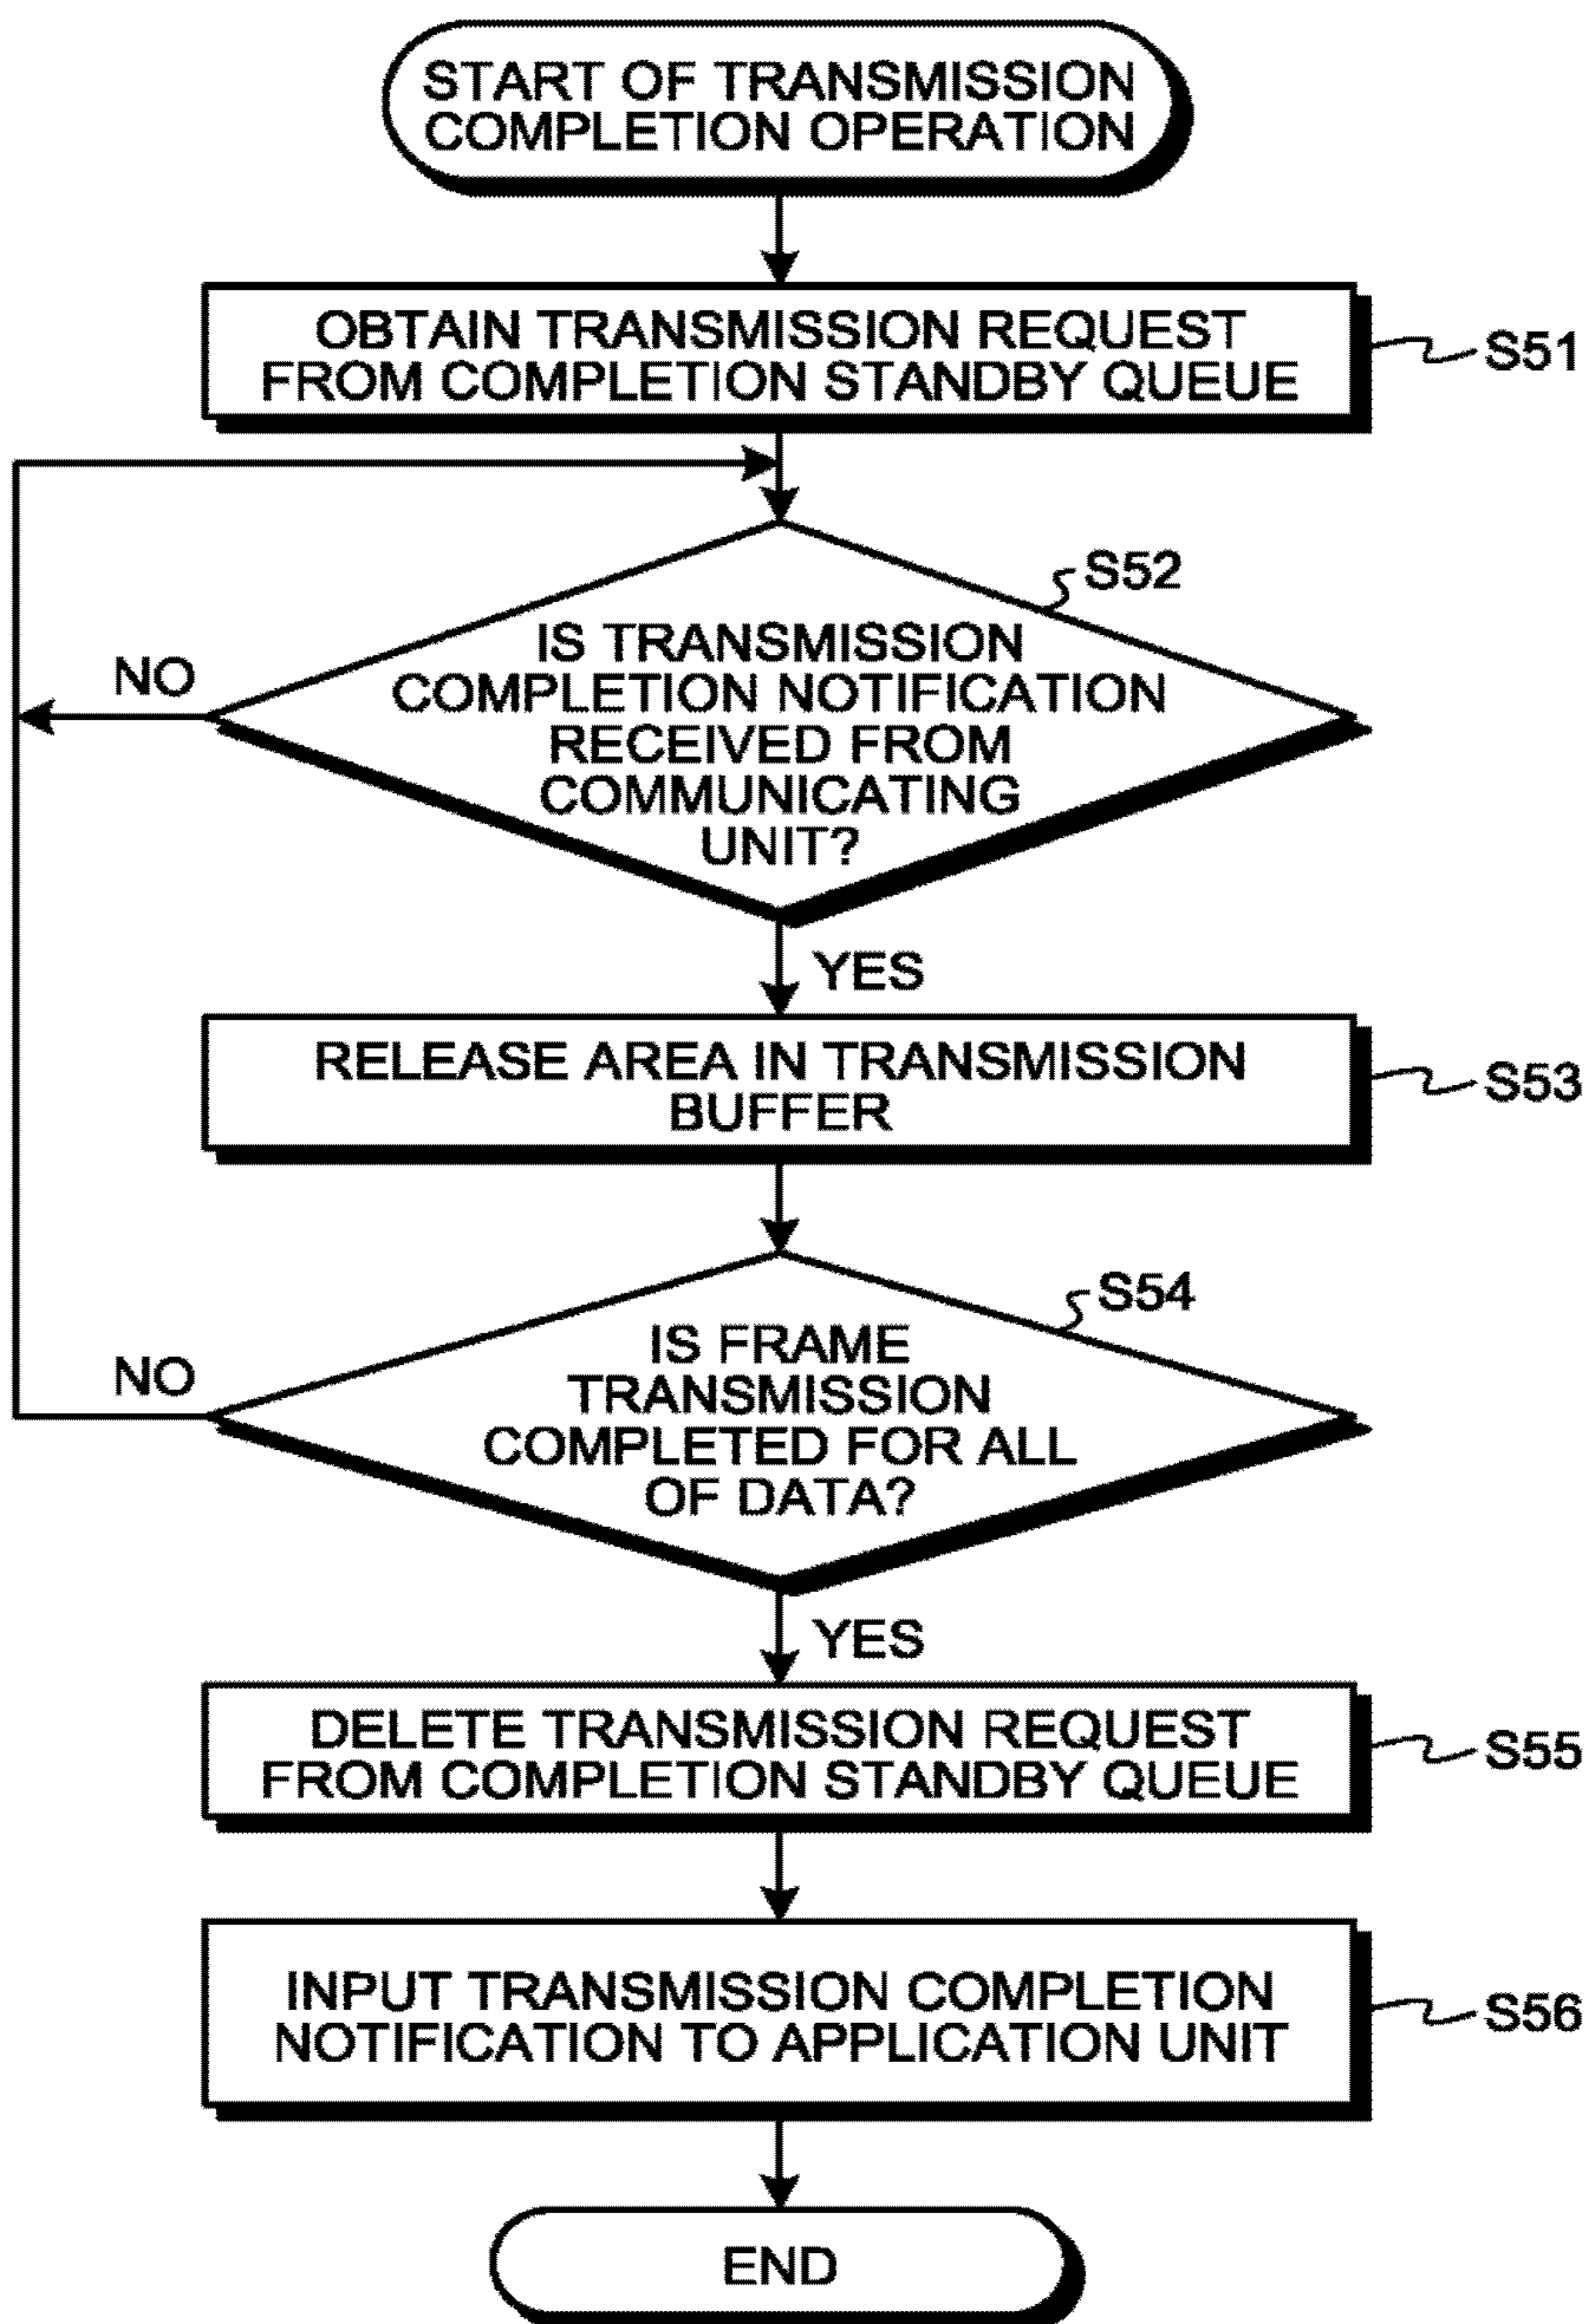 START OF TRANSMISSION
COMPLETION OPERATION
OBTAIN TRANSMISSION REQUEST
FROM COMPLETION STANDBY QUEUE
S51
S52
IS TRANSMISSION
COMPLETION NOTIFICATION
RECEIVED FROM
COMMUNICATING
UNIT?
NO
YES
RELEASE AREA IN TRANSMISSION
BUFFER
S53
S54
IS FRAME
TRANSMISSION
COMPLETED FOR ALL
OF DATA?
NO
YES
DELETE TRANSMISSION REQUEST
FROM COMPLETION STANDBY QUEUE
S55
INPUT TRANSMISSION COMPLETION
NOTIFICATION TO APPLICATION UNIT
S56
END